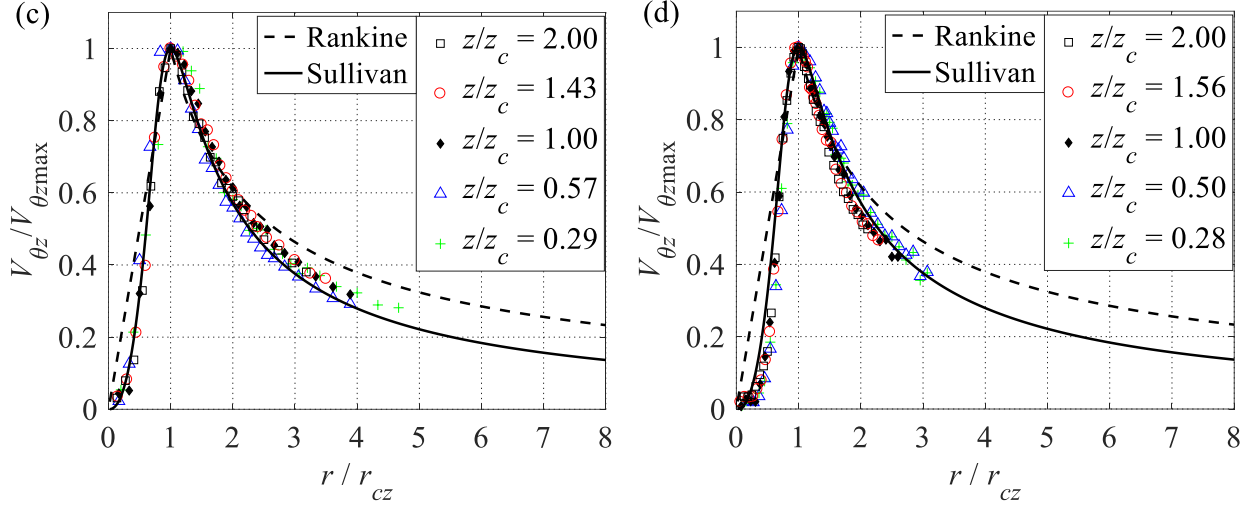 (c)
Rankine
Sullivan
z/z_c = 2.00
z/z_c = 1.43
z/z_c = 1.00
z/z_c = 0.57
z/z_c = 0.29
V_θz/V_θzmax
1
0.8
0.6
0.4
0.2
0
0 1 2 3 4 5 6 7 8
r / r_cz
(d)
Rankine
Sullivan
z/z_c = 2.00
z/z_c = 1.56
z/z_c = 1.00
z/z_c = 0.50
z/z_c = 0.28
V_θz/V_θzmax
1
0.8
0.6
0.4
0.2
0
0 1 2 3 4 5 6 7 8
r / r_cz